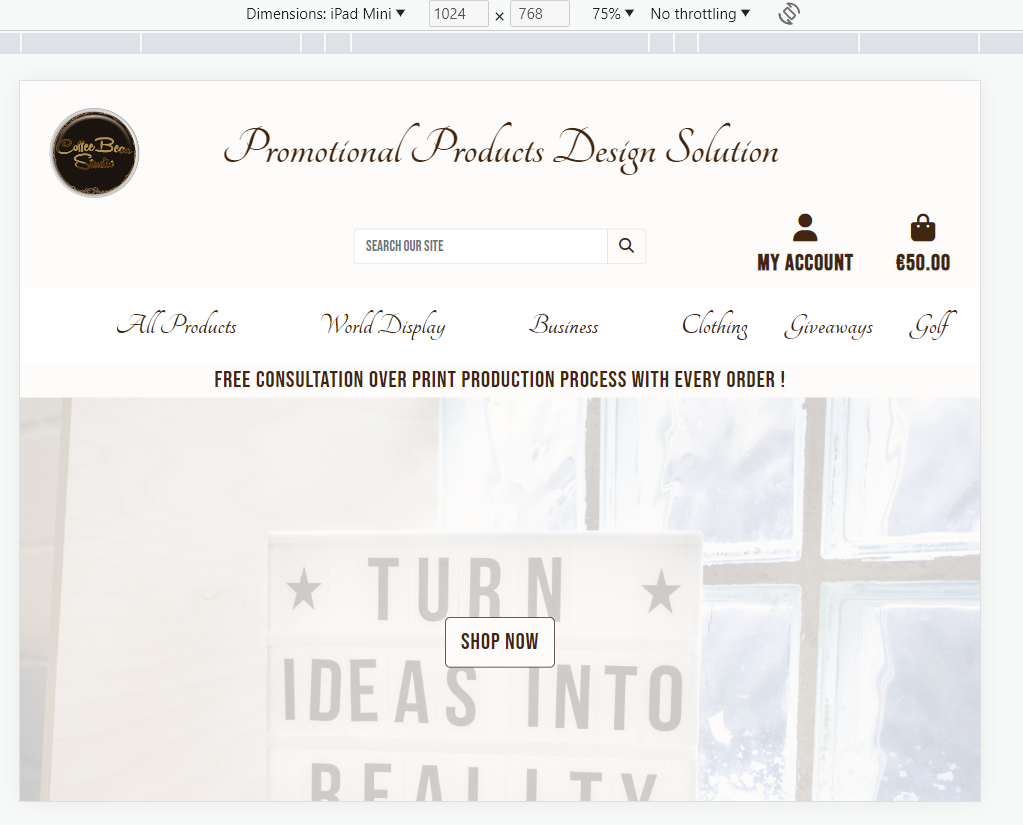 Dimensions: iPad Mini 1024 × 768 75% No throttling
Coffee Bean
Studio
Promotional Products Design Solution
SEARCH OUR SITE
MY ACCOUNT €50.00
All Products World Display Business Clothing Giveaways Golf
FREE CONSULTATION OVER PRINT PRODUCTION PROCESS WITH EVERY ORDER !
TURN
SHOP NOW
IDEAS INTO
REALITY